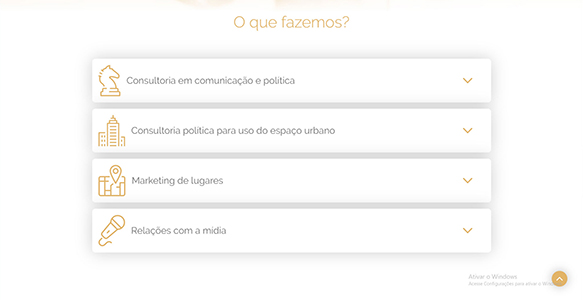 O que fazemos?
Consultoria em comunicação e política
Consultoria política para uso do espaço urbano
Marketing de lugares
Relações com a mídia
Ativar o Windows
Acesse Configurações para ativar o